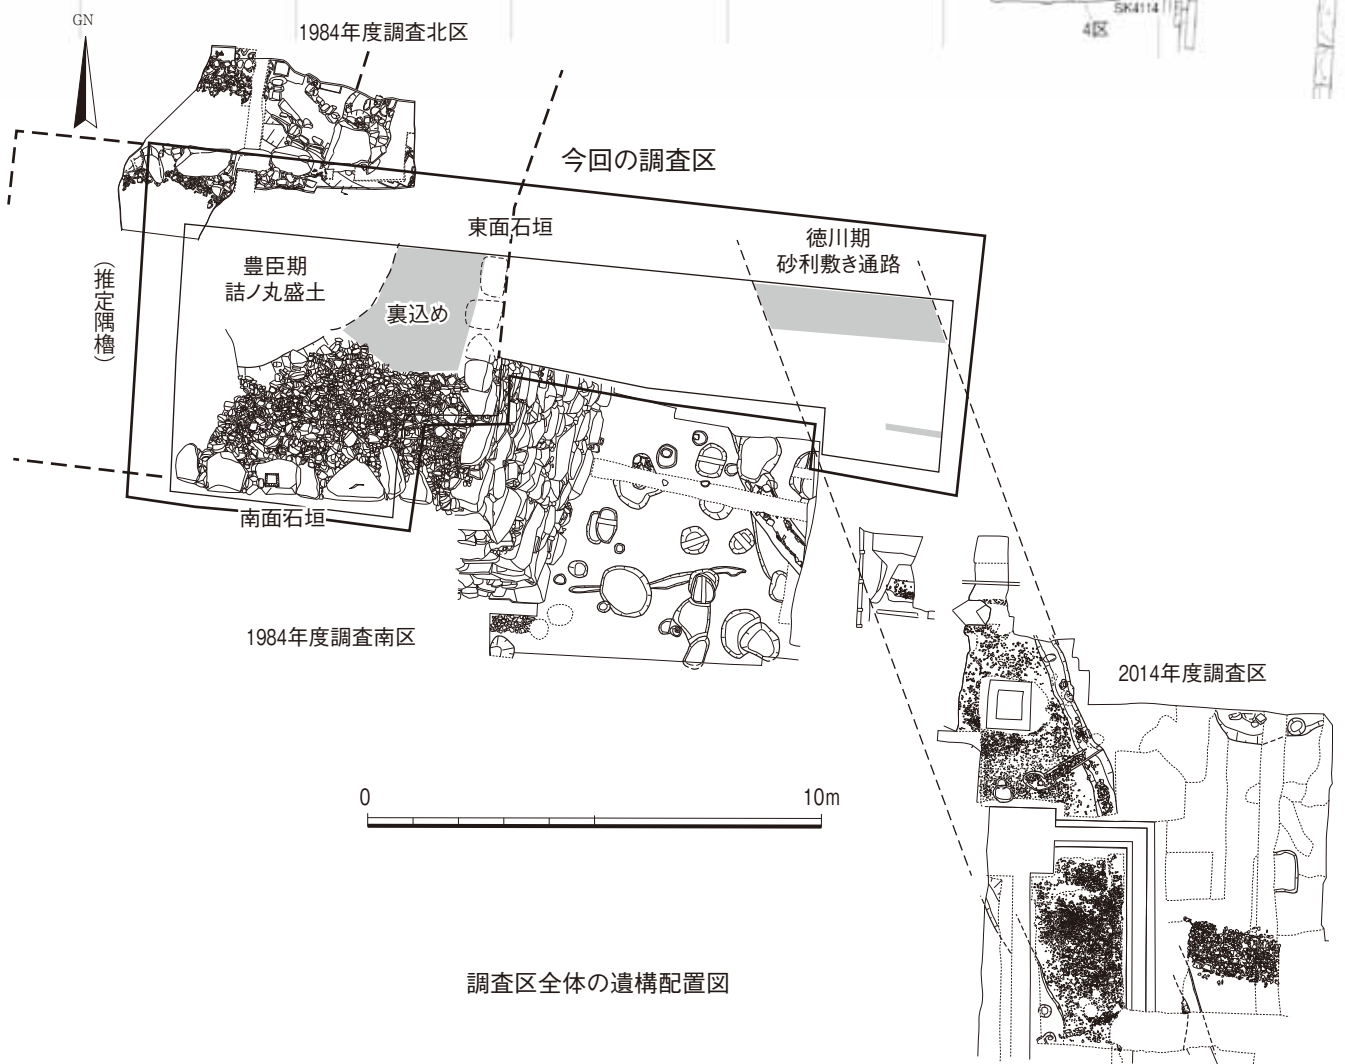 SK4114
4区
GN
1984年度調査北区
今回の調査区
東面石垣
徳川期
砂利敷き通路
豊臣期
詰ノ丸盛土
裏込め
（推定隅櫓）
南面石垣
1984年度調査南区
2014年度調査区
0
10m
調査区全体の遺構配置図